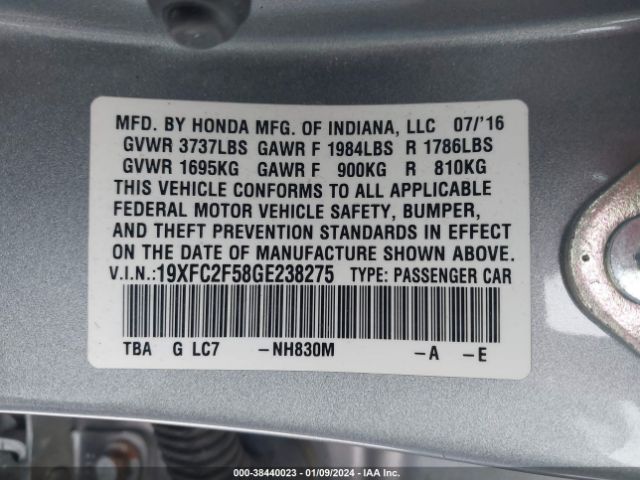 MFD. BY HONDA MFG. OF INDIANA, LLC 07/'16
GVWR 3737LBS GAWR F 1984LBS R 1786LBS
GVWR 1695KG GAWR F 900KG R 810KG
THIS VEHICLE CONFORMS TO ALL APPLICABLE
FEDERAL MOTOR VEHICLE SAFETY, BUMPER,
AND THEFT PREVENTION STANDARDS IN EFFECT
ON THE DATE OF MANUFACTURE SHOWN ABOVE.
V.I.N.:19XFC2F58GE238275 TYPE: PASSENGER CAR
TBA G LC7 -NH830M -A -E
000-38440023 - 01/09/2024 - IAA Inc.